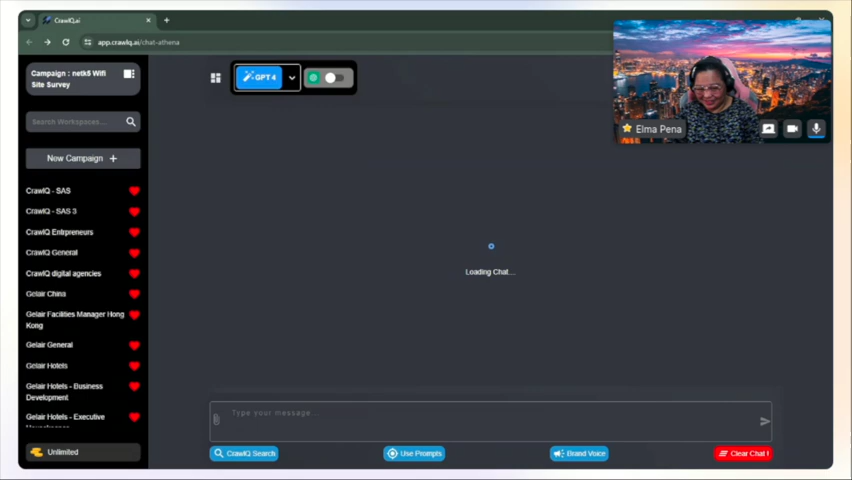 CrawlQ.ai
app.crawlq.ai/chat-athena
Campaign : netk5 Wifi
Site Survey
GPT 4
Elma Pena
Search Workspaces...
New Campaign +
CrawlQ - SAS
CrawlQ - SAS 3
CrawlQ Entrpreneurs
CrawlQ General
CrawlQ digital agencies
Gelair China
Gelair Facilities Manager Hong
Kong
Gelair General
Gelair Hotels
Gelair Hotels - Business
Development
Gelair Hotels - Executive
Loading Chat...
Type your message...
Unlimited
CrawlQ Search
Use Prompts
Brand Voice
Clear Chat !